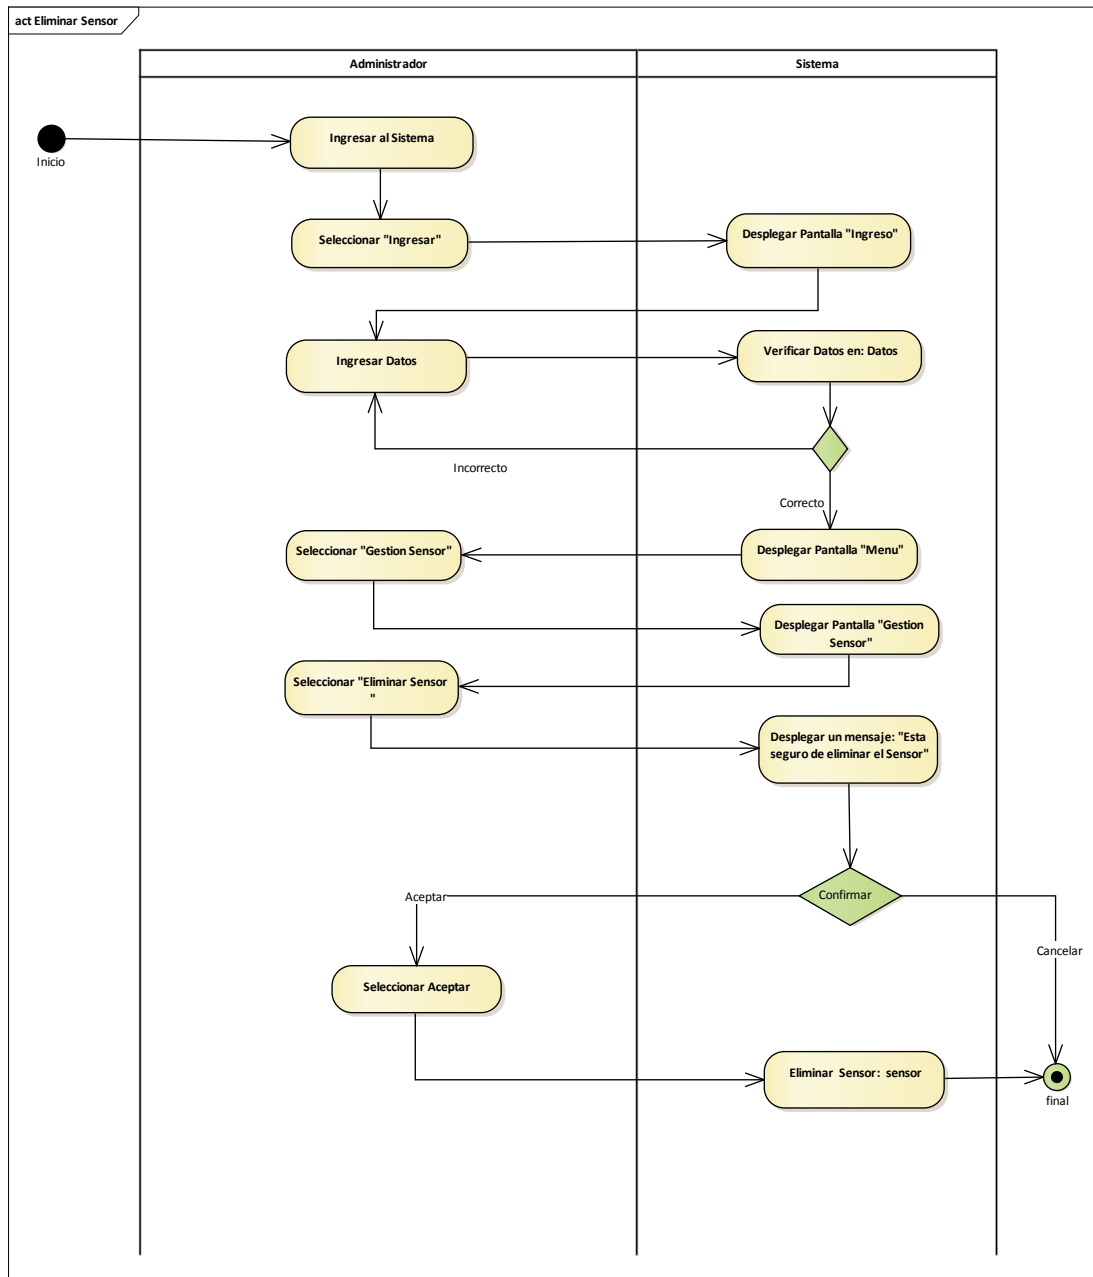 act Eliminar Sensor
Administrador
Sistema
Inicio
Ingresar al Sistema
Seleccionar "Ingresar"
Desplegar Pantalla "Ingreso"
Ingresar Datos
Verificar Datos en: Datos
Incorrecto
Correcto
Seleccionar "Gestion Sensor"
Desplegar Pantalla "Menu"
Desplegar Pantalla "Gestion
Sensor"
Seleccionar "Eliminar Sensor
"
Desplegar un mensaje: "Esta
seguro de eliminar el Sensor"
Aceptar
Confirmar
Cancelar
Seleccionar Aceptar
Eliminar Sensor: sensor
final